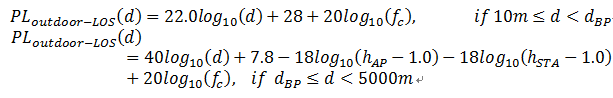 PL_{outdoor-LOS}(d) = 22.0log_{10}(d) + 28 + 20log_{10}(f_c), if 10m ≤ d < d_{BP}
PL_{outdoor-LOS}(d)
= 40log_{10}(d) + 7.8 − 18log_{10}(h_{AP} − 1.0) − 18log_{10}(h_{STA} − 1.0)
+ 20log_{10}(f_c), if d_{BP} ≤ d < 5000m↵